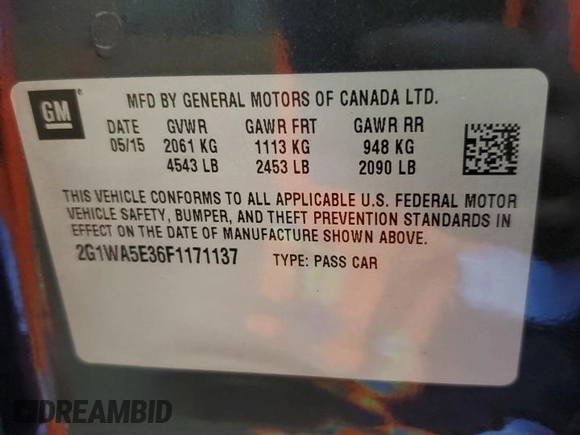 GM ®
MFD BY GENERAL MOTORS OF CANADA LTD.
DATE GVWR GAWR FRT GAWR RR
05/15 2061 KG 1113 KG 948 KG
4543 LB 2453 LB 2090 LB
THIS VEHICLE CONFORMS TO ALL APPLICABLE U.S. FEDERAL MOTOR
VEHICLE SAFETY, BUMPER, AND THEFT PREVENTION STANDARDS IN
EFFECT ON THE DATE OF MANUFACTURE SHOWN ABOVE.
2G1WA5E36F1171137 TYPE: PASS CAR
DREAMBID